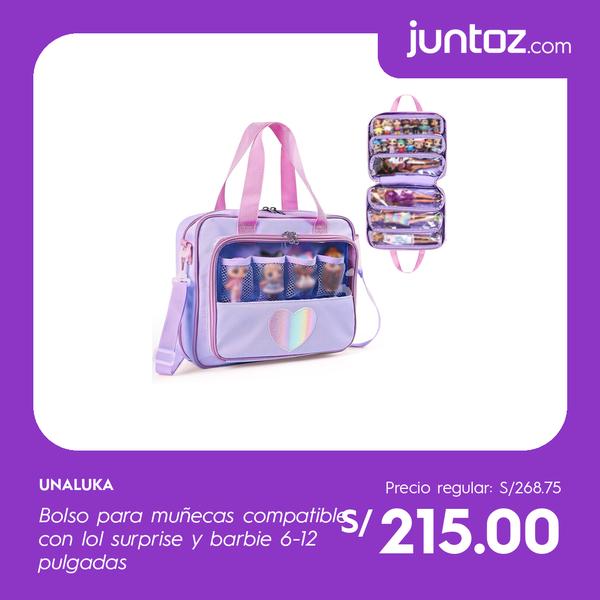 juntoz.com
UNALUKA
Bolso para muñecas compatible
con lol surprise y barbie 6-12
pulgadas
Precio regular: S/268.75
S/ 215.00